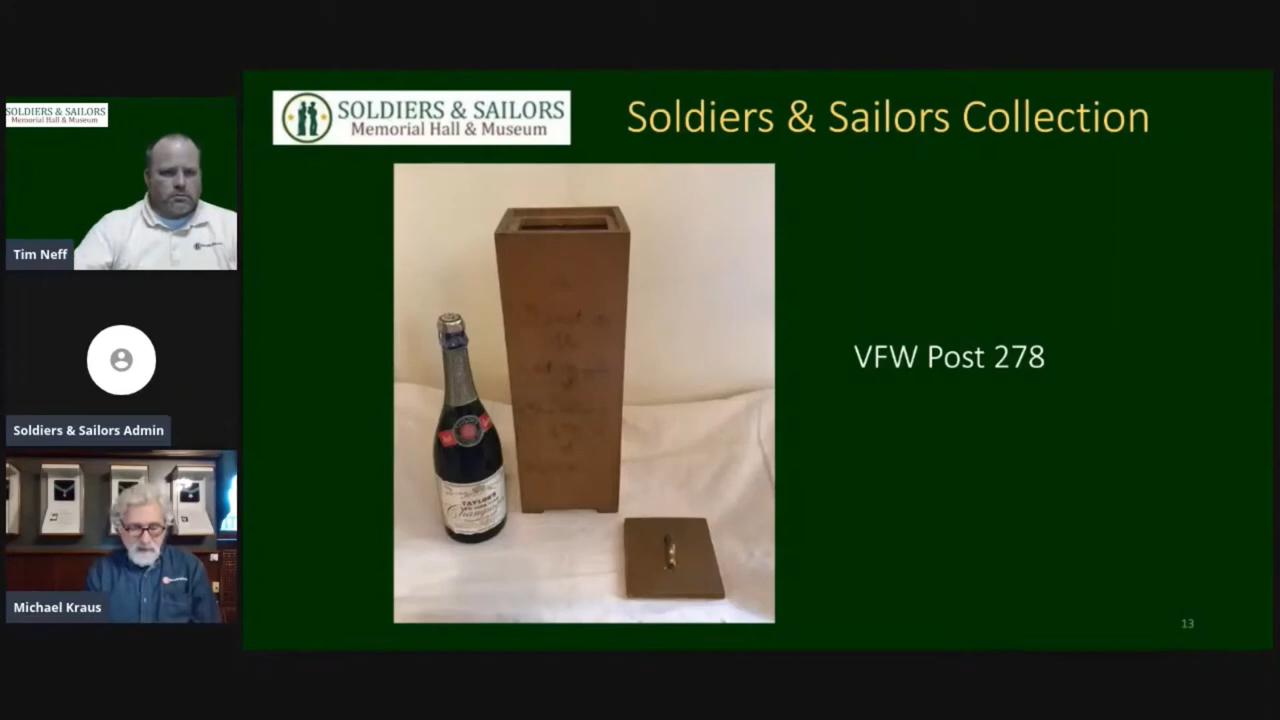 SOLDIERS & SAILORS
Memorial Hall & Museum
Tim Neff
Soldiers & Sailors Admin
Michael Kraus
SOLDIERS & SAILORS
Memorial Hall & Museum
Soldiers & Sailors Collection
TAYLOR'S
Champagne
VFW Post 278
13